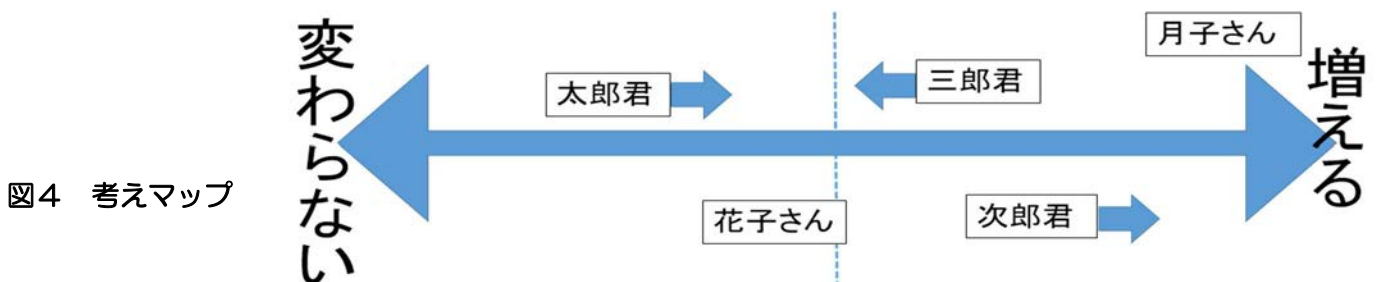 図4 考えマップ
変わらない
太郎君
三郎君
月子さん
花子さん
次郎君
増える